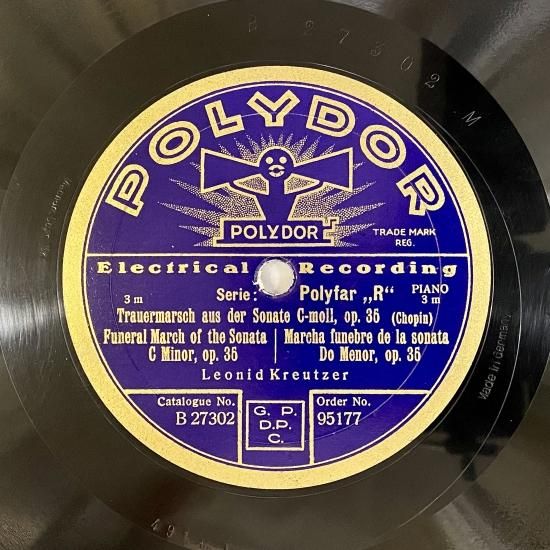 B 27302 M
POLYDOR
POLYDOR
TRADE MARK
REG.
Electrical Recording
3 m Serie: Polyfar „R“ PIANO 3 m
Trauermarsch aus der Sonate C-moll, op. 35 (Chopin)
Funeral March of the Sonata
C Minor, op. 35
Marcha funebre de la sonata
Do Menor, op. 35
Leonid Kreutzer
Catalogue No.
B 27302
G. P.
D.P.
C.
Order No.
95177
Made in Germany